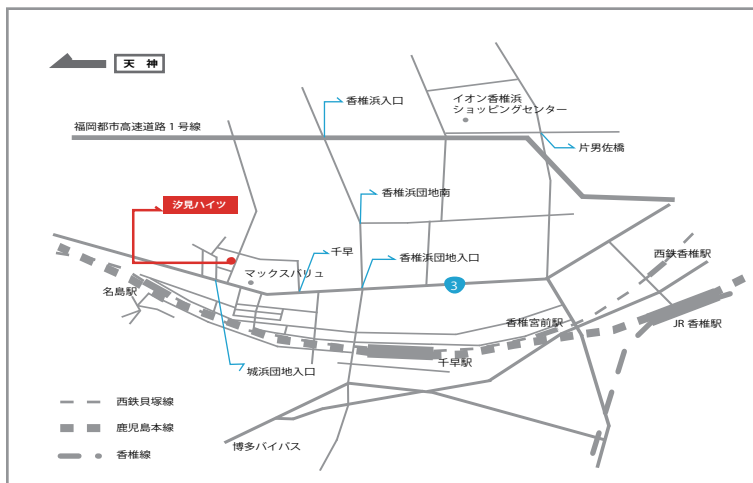 天神
香椎浜入口
イオン香椎浜
ショッピングセンター
福岡都市高速道路1号線
片男佐橋
香椎浜団地南
汐見ハイツ
千早
香椎浜団地入口
西鉄香椎駅
マックスバリュ
3
名島駅
香椎宮前駅
JR香椎駅
千早駅
城浜団地入口
西鉄貝塚線
鹿児島本線
博多バイパス
香椎線